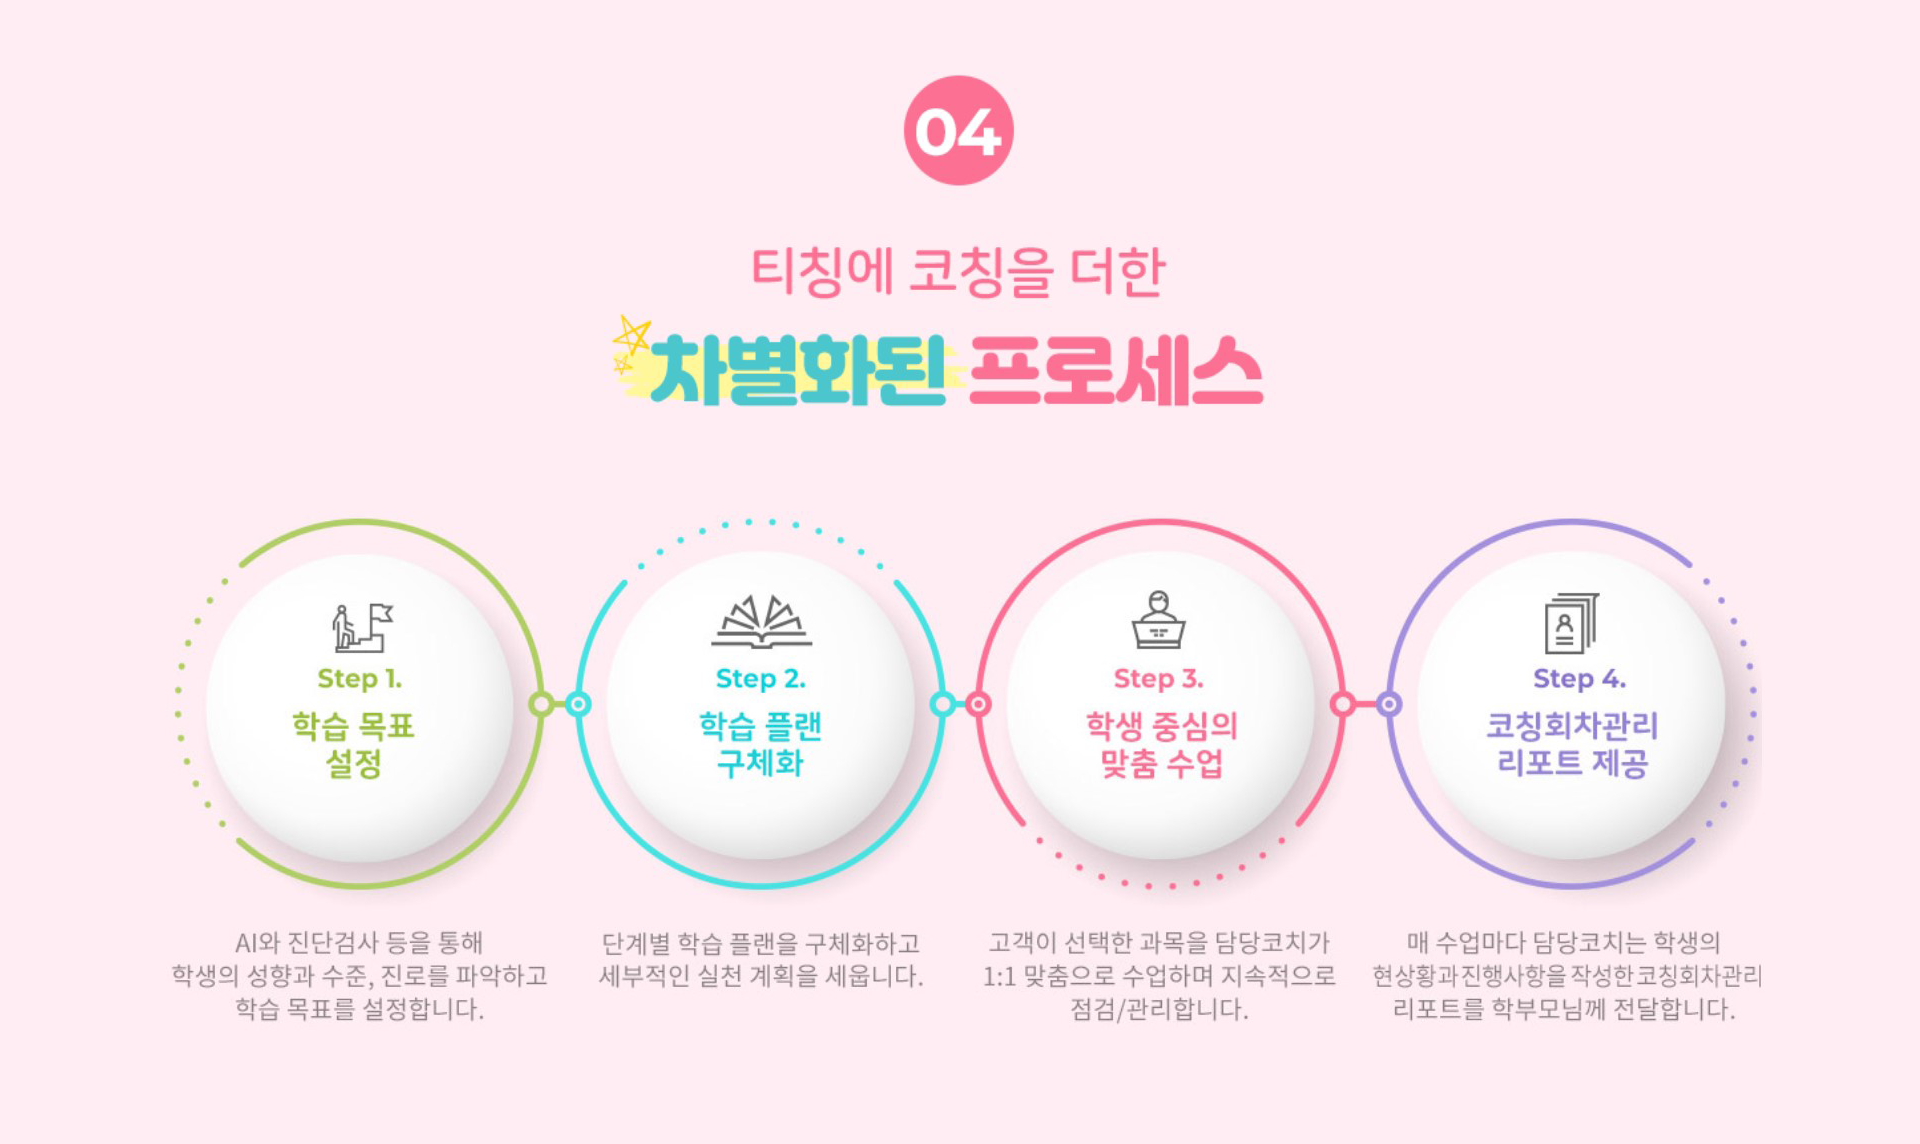 04
티칭에 코칭을 더한
차별화된 프로세스
Step 1.
학습 목표
설정
AI와 진단검사 등을 통해
학생의 성향과 수준, 진로를 파악하고
학습 목표를 설정합니다.
Step 2.
학습 플랜
구체화
단계별 학습 플랜을 구체화하고
세부적인 실천 계획을 세웁니다.
Step 3.
학생 중심의
맞춤 수업
고객이 선택한 과목을 담당코치가
1:1 맞춤으로 수업하며 지속적으로
점검/관리합니다.
Step 4.
코칭회차관리
리포트 제공
매 수업마다 담당코치는 학생의
현상황과 진행사항을 작성한 코칭회차관리
리포트를 학부모님께 전달합니다.